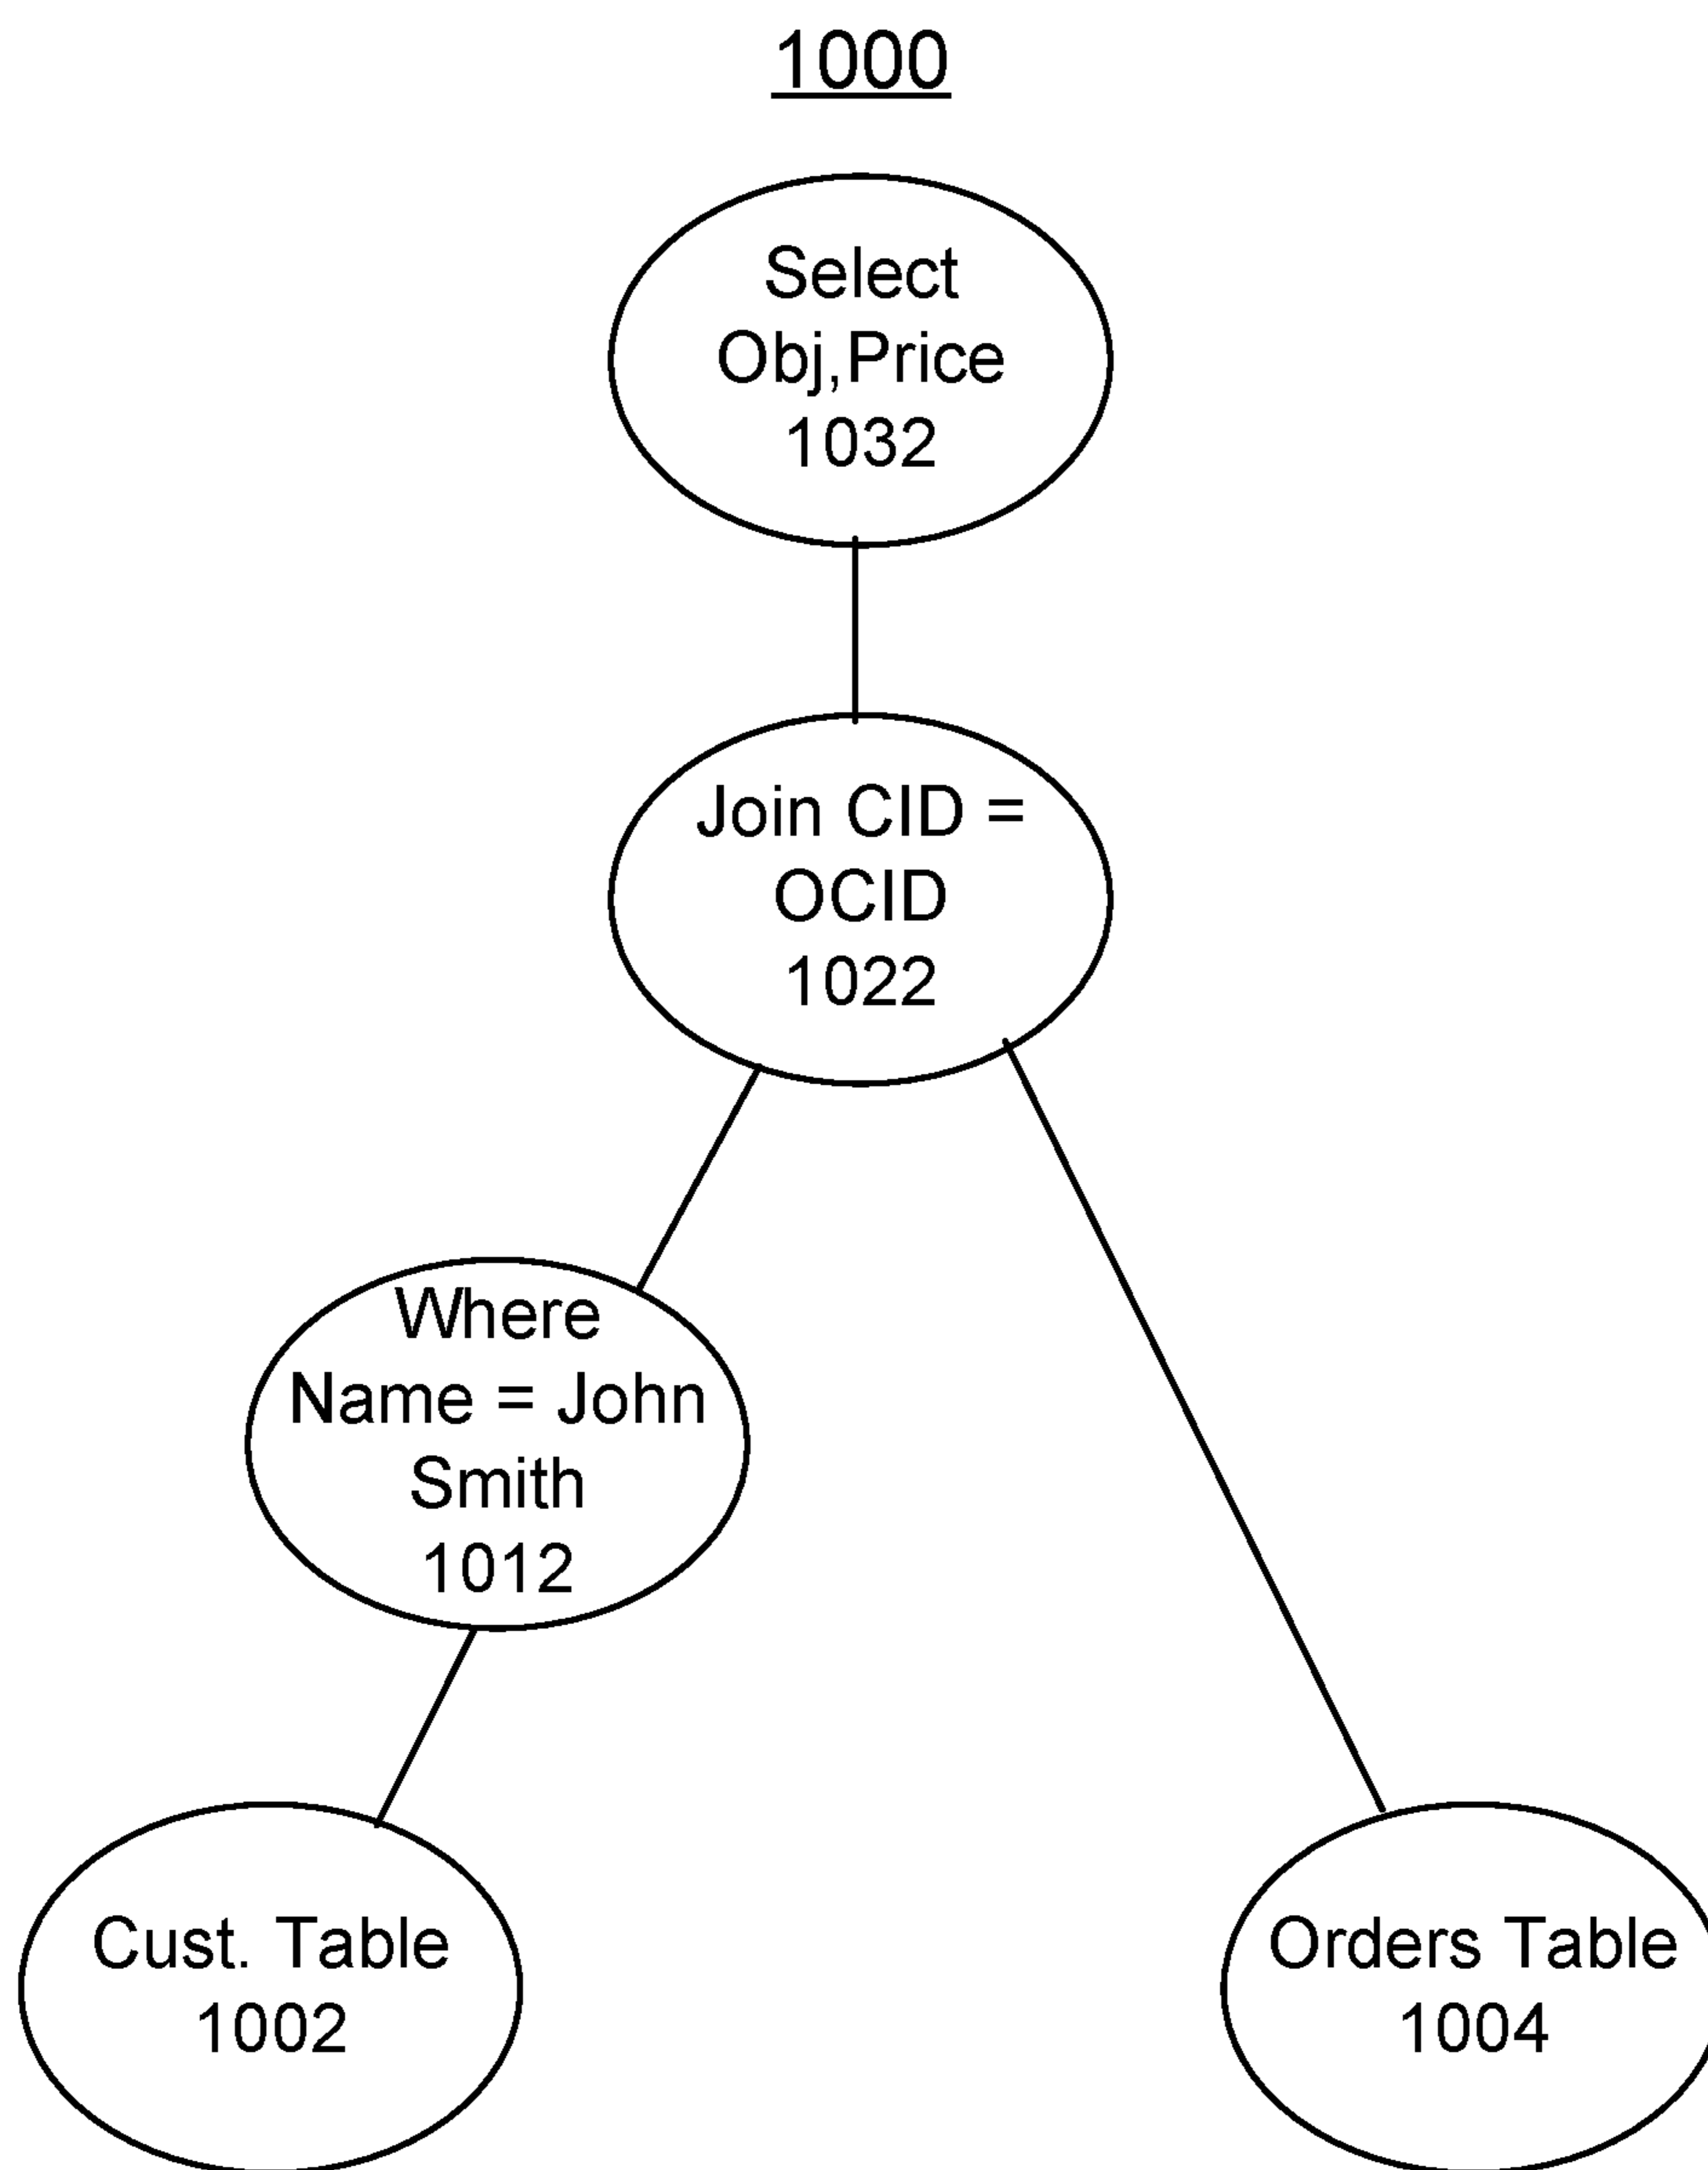 1000
Select
Obj,Price
1032
Join CID =
OCID
1022
Where
Name = John
Smith
1012
Cust. Table
1002
Orders Table
1004